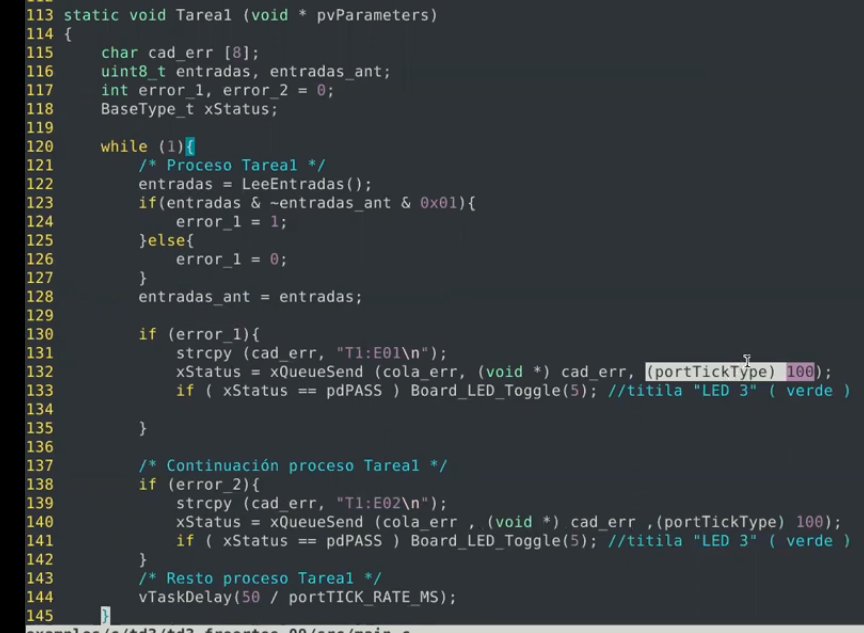 113 static void Tarea1 (void * pvParameters)
114 {
115     char cad_err [8];
116     uint8_t entradas, entradas_ant;
117     int error_1, error_2 = 0;
118     BaseType_t xStatus;
119
120     while (1){
121         /* Proceso Tarea1 */
122         entradas = LeeEntradas();
123         if(entradas & ~entradas_ant & 0x01){
124             error_1 = 1;
125         }else{
126             error_1 = 0;
127         }
128         entradas_ant = entradas;
129
130         if (error_1){
131             strcpy (cad_err, "T1:E01\n");
132             xStatus = xQueueSend (cola_err, (void *) cad_err, (portTickType) 100);
133             if ( xStatus == pdPASS ) Board_LED_Toggle(5); //titila "LED 3" ( verde )
134
135         }
136
137         /* Continuación proceso Tarea1 */
138         if (error_2){
139             strcpy (cad_err, "T1:E02\n");
140             xStatus = xQueueSend (cola_err , (void *) cad_err ,(portTickType) 100);
141             if ( xStatus == pdPASS ) Board_LED_Toggle(5); //titila "LED 3" ( verde )
142         }
143         /* Resto proceso Tarea1 */
144         vTaskDelay(50 / portTICK_RATE_MS);
145     }